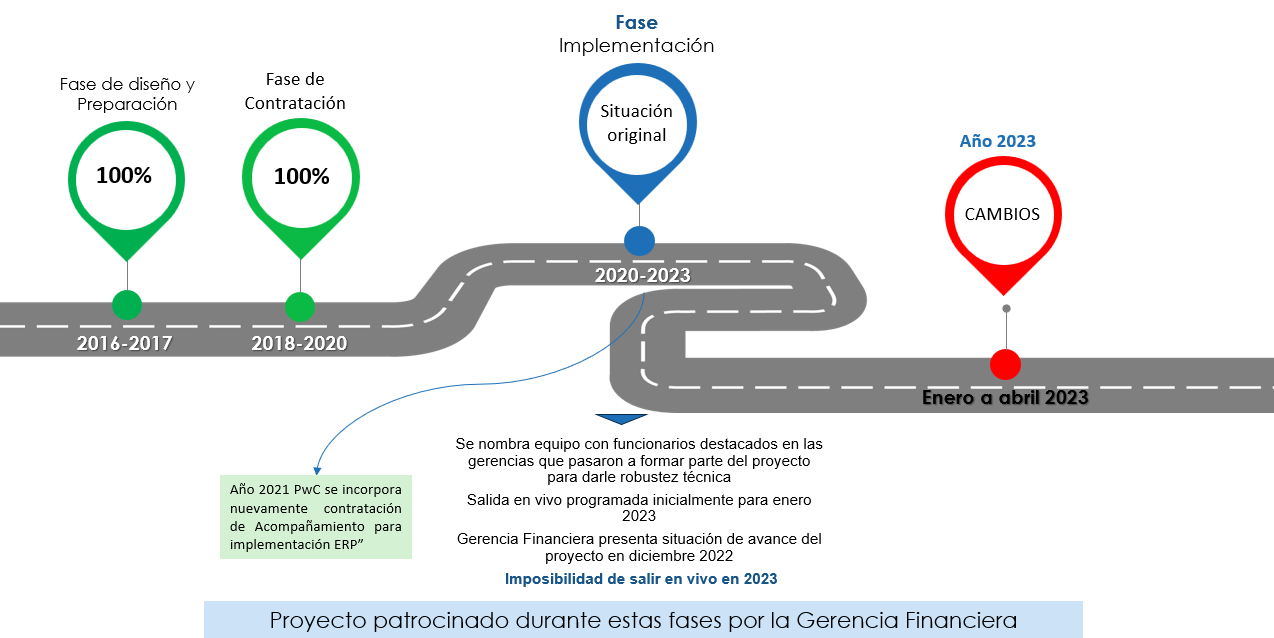 Fase de diseño y
Preparación
100%
2016-2017
Fase de
Contratación
100%
2018-2020
Fase
Implementación
Situación
original
2020-2023
Año 2023
CAMBIOS
Enero a abril 2023
Año 2021 PwC se incorpora
nuevamente contratación
de Acompañamiento para
implementación ERP”
Se nombra equipo con funcionarios destacados en las
gerencias que pasaron a formar parte del proyecto
para darle robustez técnica
Salida en vivo programada inicialmente para enero
2023
Gerencia Financiera presenta situación de avance del
proyecto en diciembre 2022
Imposibilidad de salir en vivo en 2023
Proyecto patrocinado durante estas fases por la Gerencia Financiera